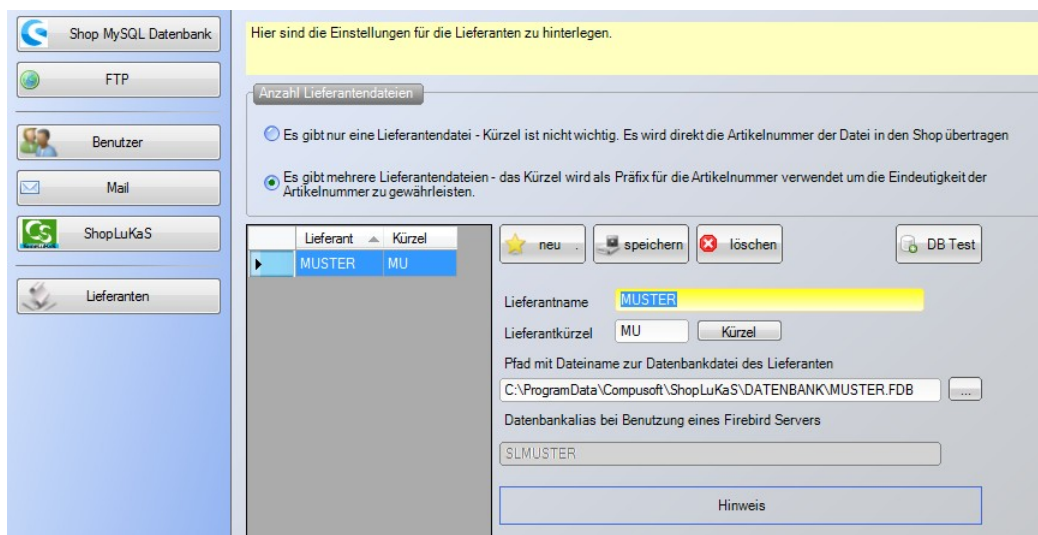 Shop MySQL Datenbank
FTP
Benutzer
Mail
ShopLuKaS
Lieferanten
Hier sind die Einstellungen für die Lieferanten zu hinterlegen.
Anzahl Lieferantendateien
Es gibt nur eine Lieferantendatei - Kürzel ist nicht wichtig. Es wird direkt die Artikelnummer der Datei in den Shop übertragen
Es gibt mehrere Lieferantendateien - das Kürzel wird als Präfix für die Artikelnummer verwendet um die Eindeutigkeit der
Artikelnummer zu gewährleisten.
Lieferant Kürzel
MUSTER MU
neu .
speichern
löschen
DB Test
Lieferantname MUSTER
Lieferantkürzel MU Kürzel
Pfad mit Dateiname zur Datenbankdatei des Lieferanten
C:\ProgramData\Compusoft\ShopLuKaS\DATENBANK\MUSTER.FDB ...
Datenbankalias bei Benutzung eines Firebird Servers
SLMUSTER
Hinweis